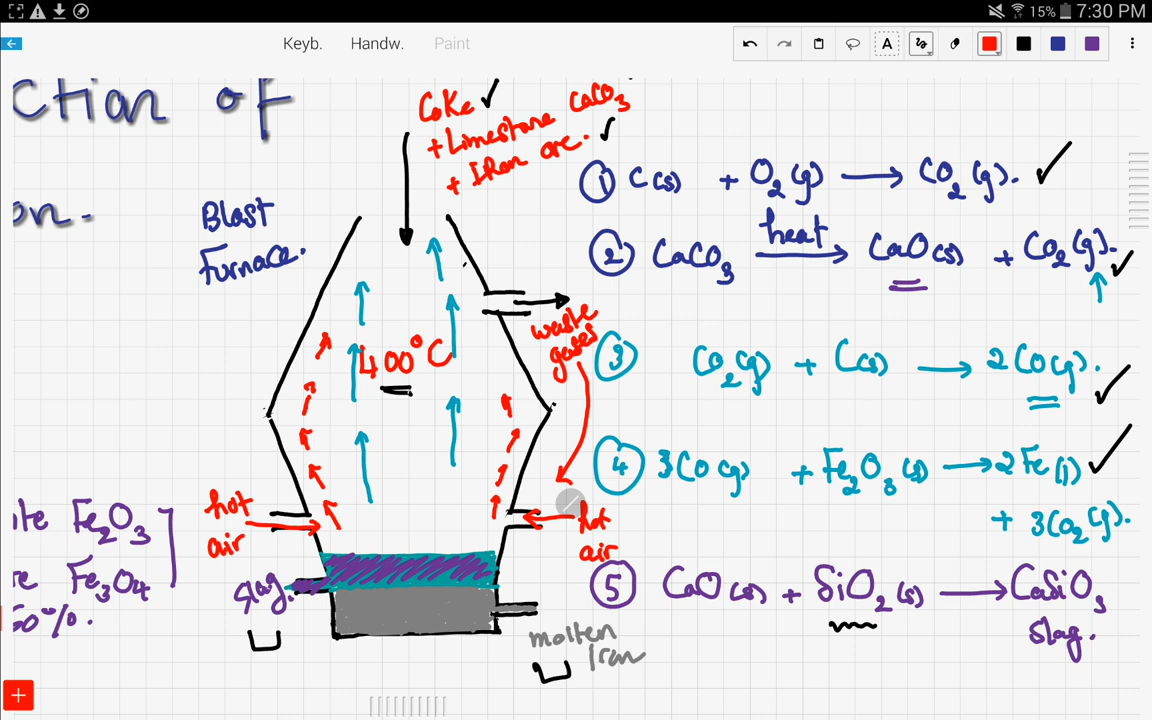 15% 7:30 PM
Keyb. Handw. Paint
A
ction of
on.
Coke
CaCO3
+ Limestone
+ Iron ore.
Blast
Furnace.
① C(s) + O2(g) → CO2(g).
② CaCO3 heat → CaO(s) + CO2(g).
waste
gases
400°C
③ CO2(g) + C(s) → 2CO(g).
④ 3CO(g) + Fe2O3(s) → 2Fe(l)
+ 3CO2(g).
hot
air
hot
air
ite Fe2O3
re Fe3O4
60%.
slag.
⑤ CaO(s) + SiO2(s) → CaSiO3
slag.
molten
Iron